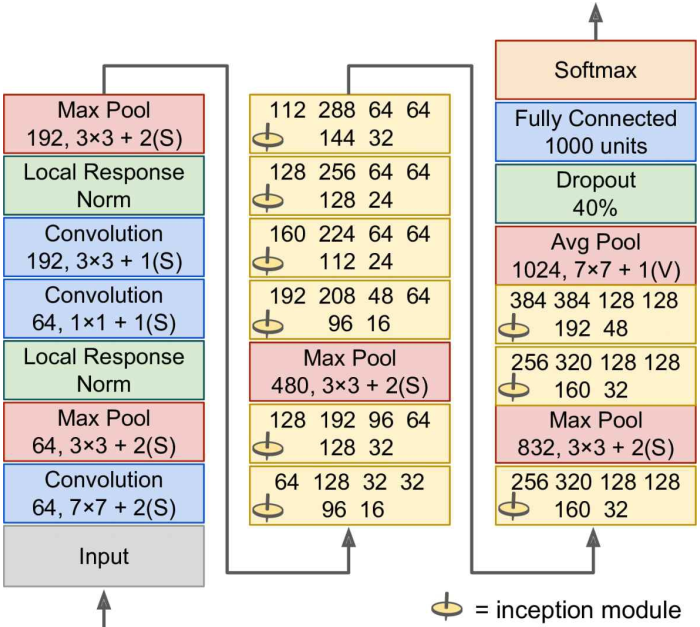 Max Pool
192, 3×3 + 2(S)
Local Response
Norm
Convolution
192, 3×3 + 1(S)
Convolution
64, 1×1 + 1(S)
Local Response
Norm
Max Pool
64, 3×3 + 2(S)
Convolution
64, 7×7 + 2(S)
Input
112 288 64 64
144 32
128 256 64 64
128 24
160 224 64 64
112 24
192 208 48 64
96 16
Max Pool
480, 3×3 + 2(S)
128 192 96 64
128 32
64 128 32 32
96 16
Softmax
Fully Connected
1000 units
Dropout
40%
Avg Pool
1024, 7×7 + 1(V)
384 384 128 128
192 48
256 320 128 128
160 32
Max Pool
832, 3×3 + 2(S)
256 320 128 128
160 32
= inception module